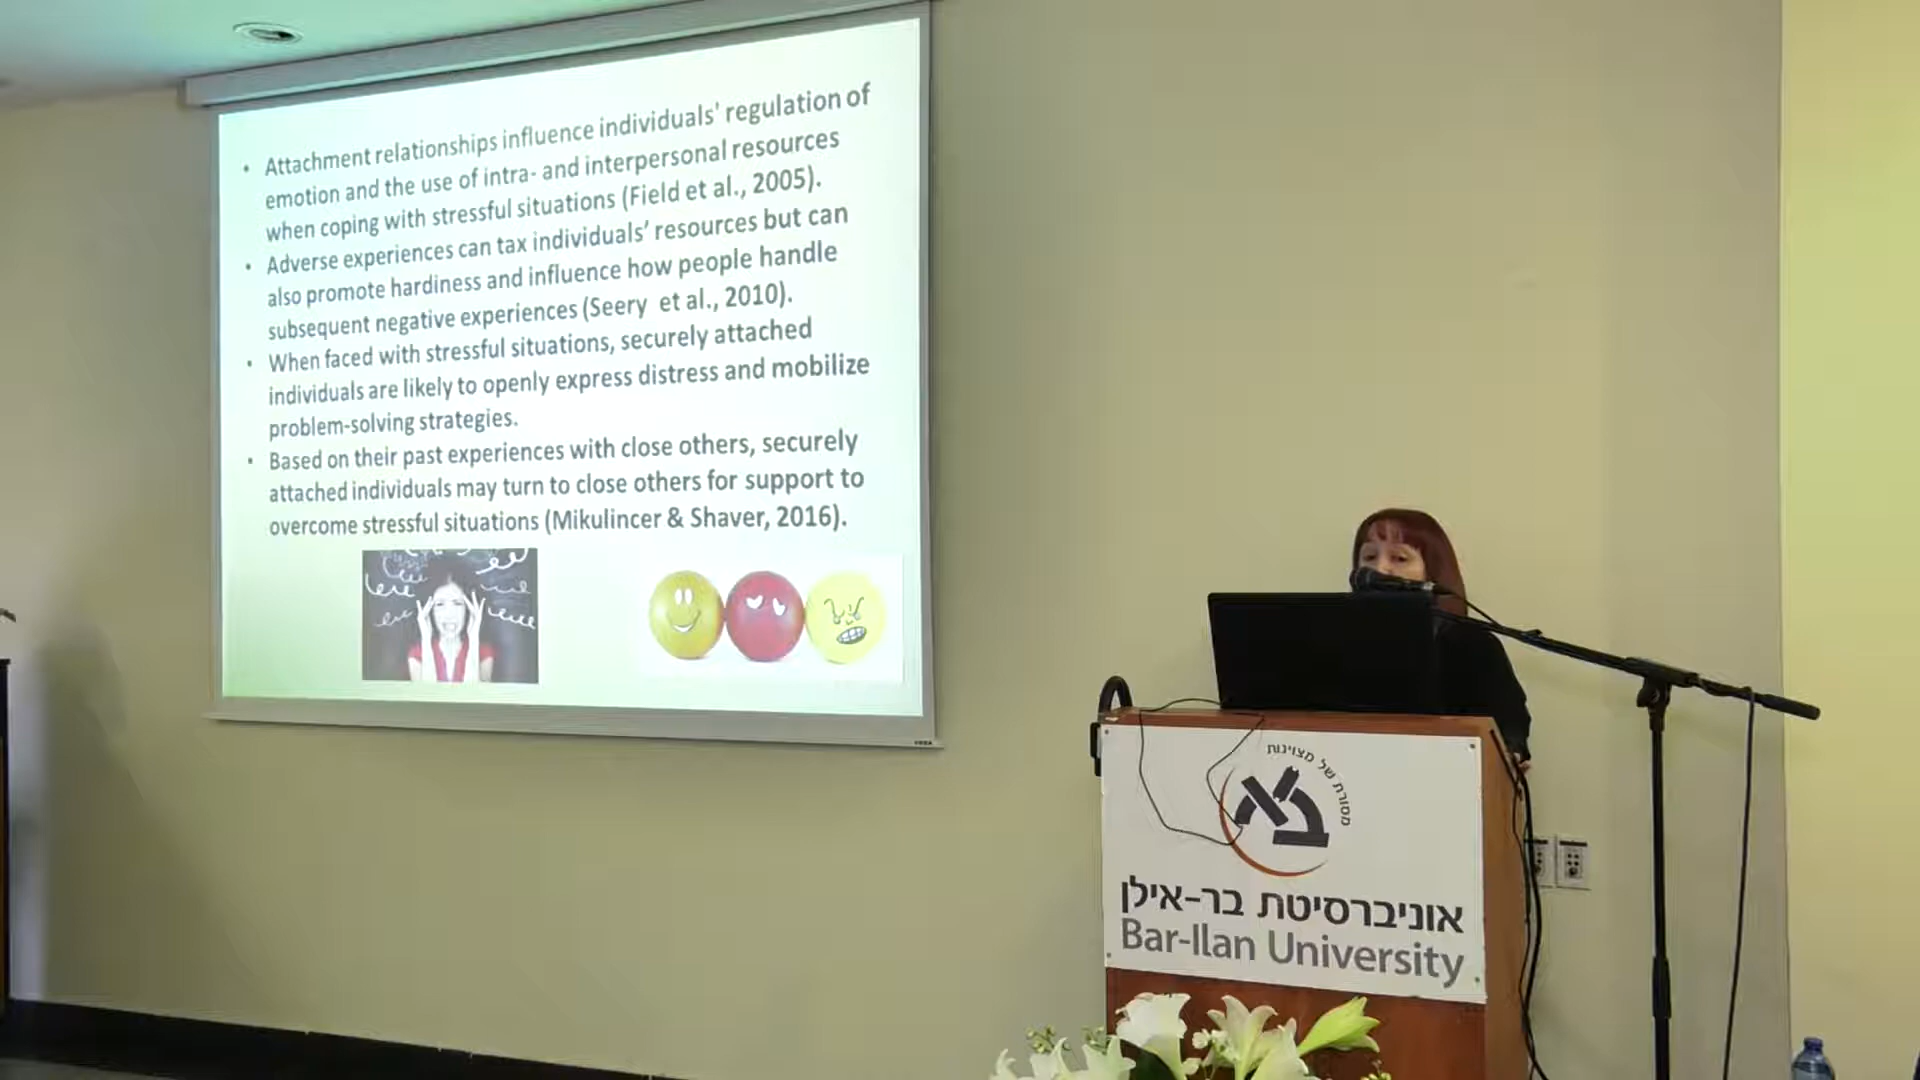 • Attachment relationships influence individuals' regulation of
emotion and the use of intra- and interpersonal resources
when coping with stressful situations (Field et al., 2005).
• Adverse experiences can tax individuals’ resources but can
also promote hardiness and influence how people handle
subsequent negative experiences (Seery et al., 2010).
• When faced with stressful situations, securely attached
individuals are likely to openly express distress and mobilize
problem-solving strategies.
• Based on their past experiences with close others, securely
attached individuals may turn to close others for support to
overcome stressful situations (Mikulincer & Shaver, 2016).
מסורת של מצוינות
אוניברסיטת בר-אילן
Bar-Ilan University